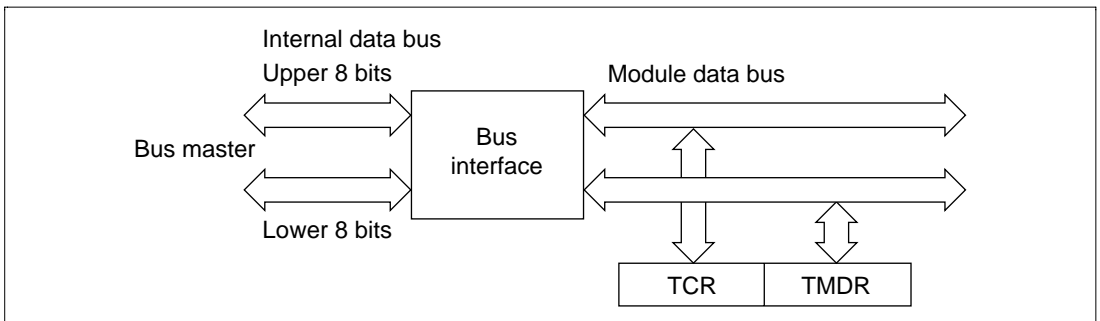 Internal data bus
Upper 8 bits
Module data bus
Bus master
Bus
interface
Lower 8 bits
TCR
TMDR